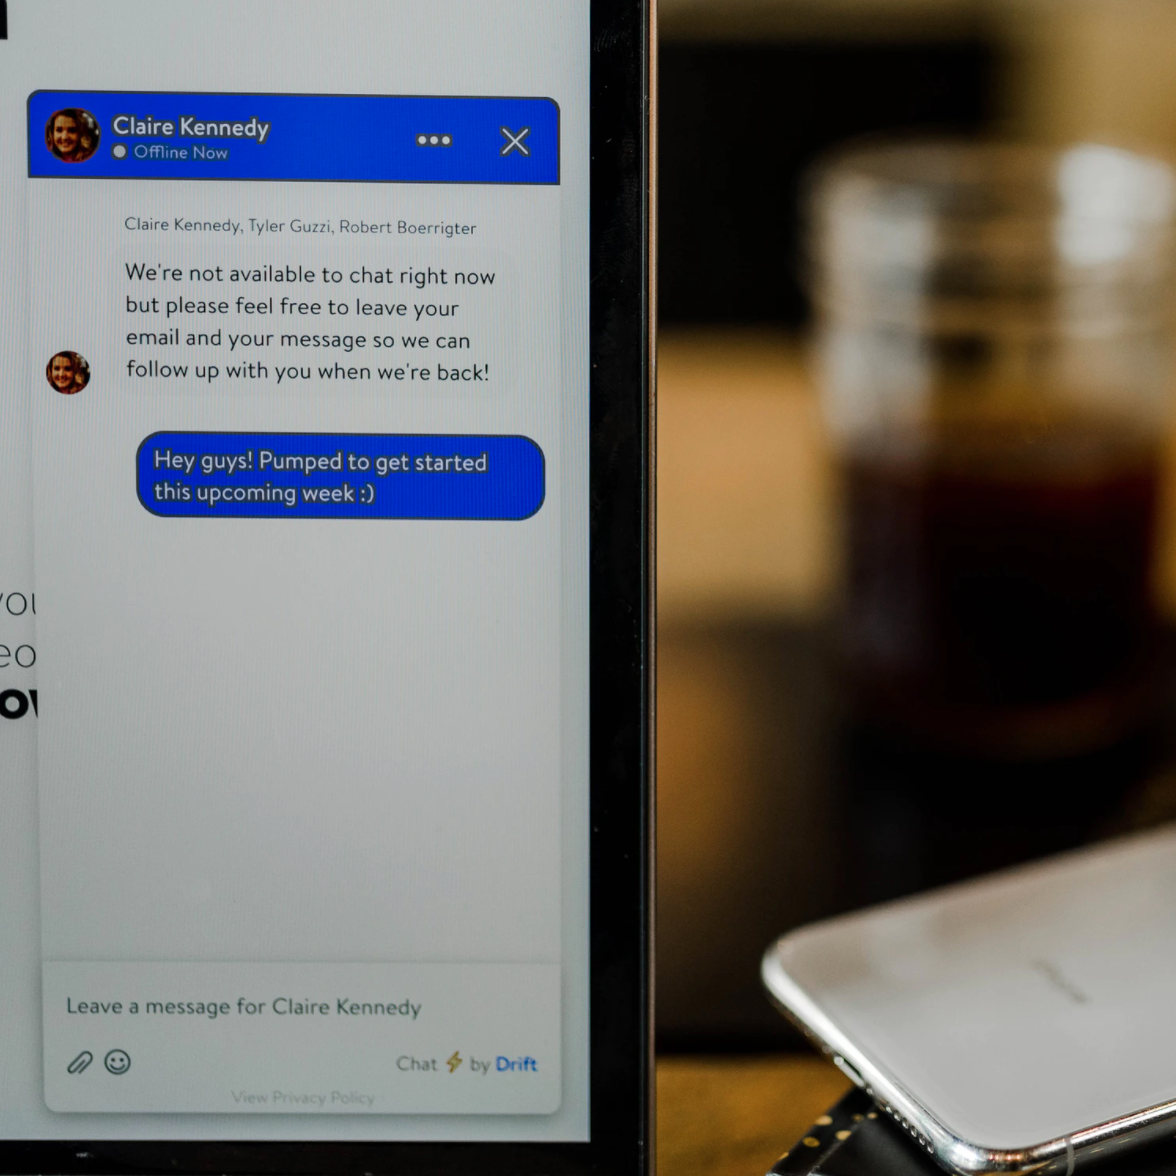 Claire Kennedy
Offline Now
Claire Kennedy, Tyler Guzzi, Robert Boerrigter
We're not available to chat right now
but please feel free to leave your
email and your message so we can
follow up with you when we're back!
Hey guys! Pumped to get started
this upcoming week :)
Leave a message for Claire Kennedy
Chat ⚡ by Drift
View Privacy Policy